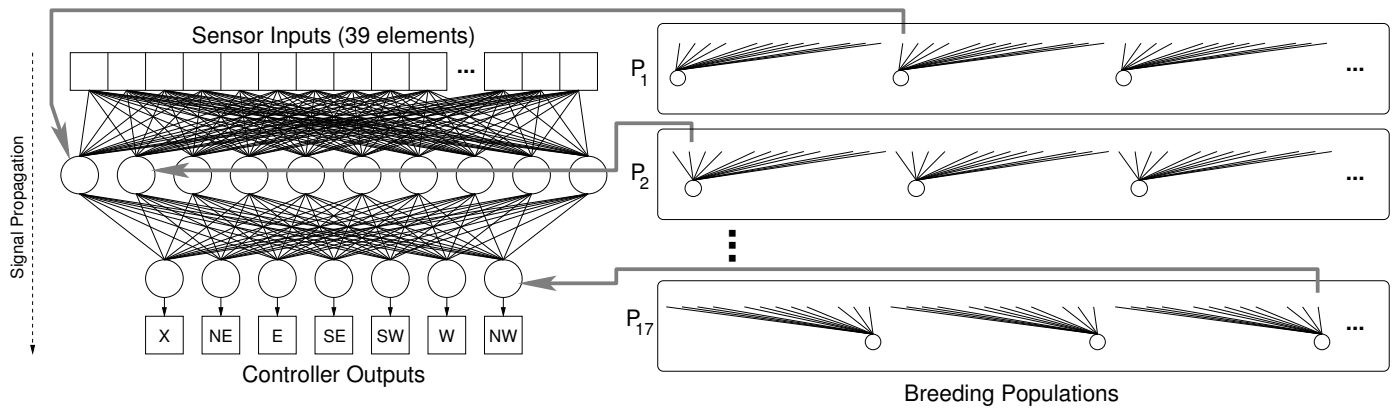 Sensor Inputs (39 elements)
...
Signal Propagation
X NE E SE SW W NW
Controller Outputs
P1
...
P2
...
P17
...
Breeding Populations